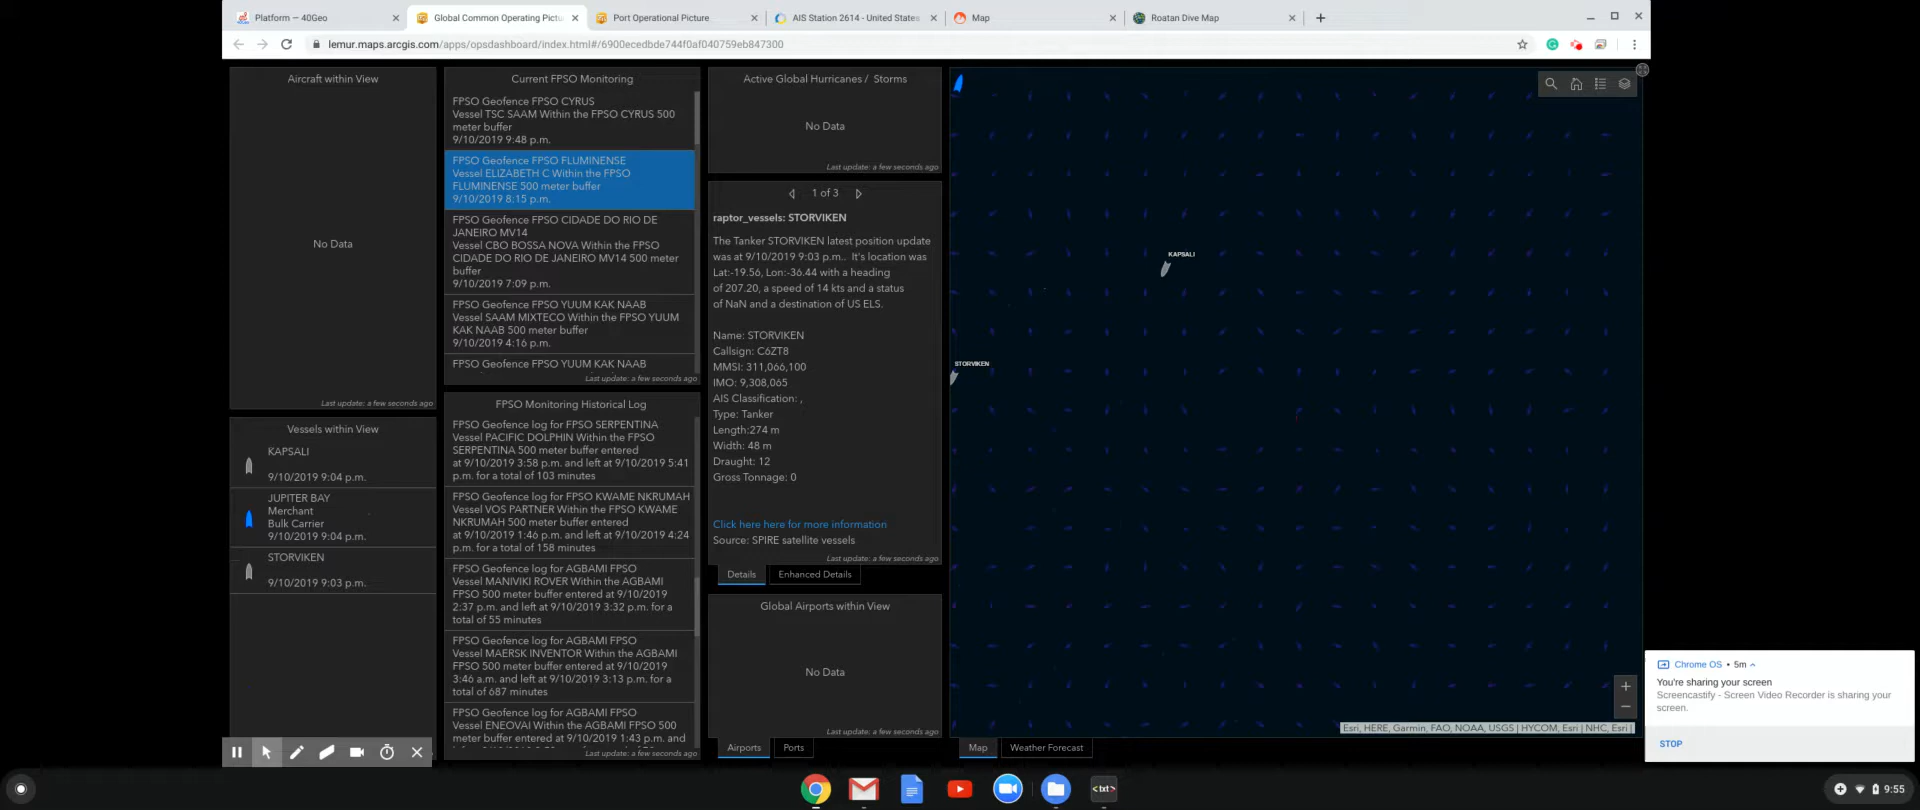 Platform — 40Geo
Global Common Operating Pictu
Port Operational Picture
AIS Station 2614 - United States
Map
Roatan Dive Map
lemur.maps.arcgis.com/apps/opsdashboard/index.html#/6900ecedbde744f0af040759eb847300
Aircraft within View
No Data
Last update: a few seconds ago
Vessels within View
KAPSALI
9/10/2019 9:04 p.m.
JUPITER BAY
Merchant
Bulk Carrier
9/10/2019 9:04 p.m.
STORVIKEN
9/10/2019 9:03 p.m.
Current FPSO Monitoring
FPSO Geofence FPSO CYRUS
Vessel TSC SAAM Within the FPSO CYRUS 500
meter buffer
9/10/2019 9:48 p.m.
FPSO Geofence FPSO FLUMINENSE
Vessel ELIZABETH C Within the FPSO
FLUMINENSE 500 meter buffer
9/10/2019 8:15 p.m.
FPSO Geofence FPSO CIDADE DO RIO DE
JANEIRO MV14
Vessel CBO BOSSA NOVA Within the FPSO
CIDADE DO RIO DE JANEIRO MV14 500 meter
buffer
9/10/2019 7:09 p.m.
FPSO Geofence FPSO YUUM KAK NAAB
Vessel SAAM MIXTECO Within the FPSO YUUM
KAK NAAB 500 meter buffer
9/10/2019 4:16 p.m.
FPSO Geofence FPSO YUUM KAK NAAB
Last update: a few seconds ago
FPSO Monitoring Historical Log
FPSO Geofence log for FPSO SERPENTINA
Vessel PACIFIC DOLPHIN Within the FPSO
SERPENTINA 500 meter buffer entered
at 9/10/2019 3:58 p.m. and left at 9/10/2019 5:41
p.m. for a total of 103 minutes
FPSO Geofence log for FPSO KWAME NKRUMAH
Vessel VOS PARTNER Within the FPSO KWAME
NKRUMAH 500 meter buffer entered
at 9/10/2019 1:46 p.m. and left at 9/10/2019 4:24
p.m. for a total of 158 minutes
FPSO Geofence log for AGBAMI FPSO
Vessel MANIVIKI ROVER Within the AGBAMI
FPSO 500 meter buffer entered at 9/10/2019
2:37 p.m. and left at 9/10/2019 3:32 p.m. for a
total of 55 minutes
FPSO Geofence log for AGBAMI FPSO
Vessel MAERSK INVENTOR Within the AGBAMI
FPSO 500 meter buffer entered at 9/10/2019
3:46 a.m. and left at 9/10/2019 3:13 p.m. for a
total of 687 minutes
FPSO Geofence log for AGBAMI FPSO
Vessel ENEOVAI Within the AGBAMI FPSO 500
meter buffer entered at 9/10/2019 1:43 p.m. and
Last update: a few seconds ago
Active Global Hurricanes / Storms
No Data
Last update: a few seconds ago
1 of 3
raptor_vessels: STORVIKEN
The Tanker STORVIKEN latest position update
was at 9/10/2019 9:03 p.m.. It's location was
Lat:-19.56, Lon:-36.44 with a heading
of 207.20, a speed of 14 kts and a status
of NaN and a destination of US ELS.
Name: STORVIKEN
Callsign: C6ZT8
MMSI: 311,066,100
IMO: 9,308,065
AIS Classification: ,
Type: Tanker
Length:274 m
Width: 48 m
Draught: 12
Gross Tonnage: 0
Click here here for more information
Source: SPIRE satellite vessels
Last update: a few seconds ago
Details
Enhanced Details
Global Airports within View
No Data
Last update: a few seconds ago
Airports
Ports
KAPSALI
STORVIKEN
+
−
Esri, HERE, Garmin, FAO, NOAA, USGS | HYCOM, Esri | NHC, Esri |
Map
Weather Forecast
Chrome OS • 5m
You're sharing your screen
Screencastify - Screen Video Recorder is sharing your
screen.
STOP
<txt>
9:55